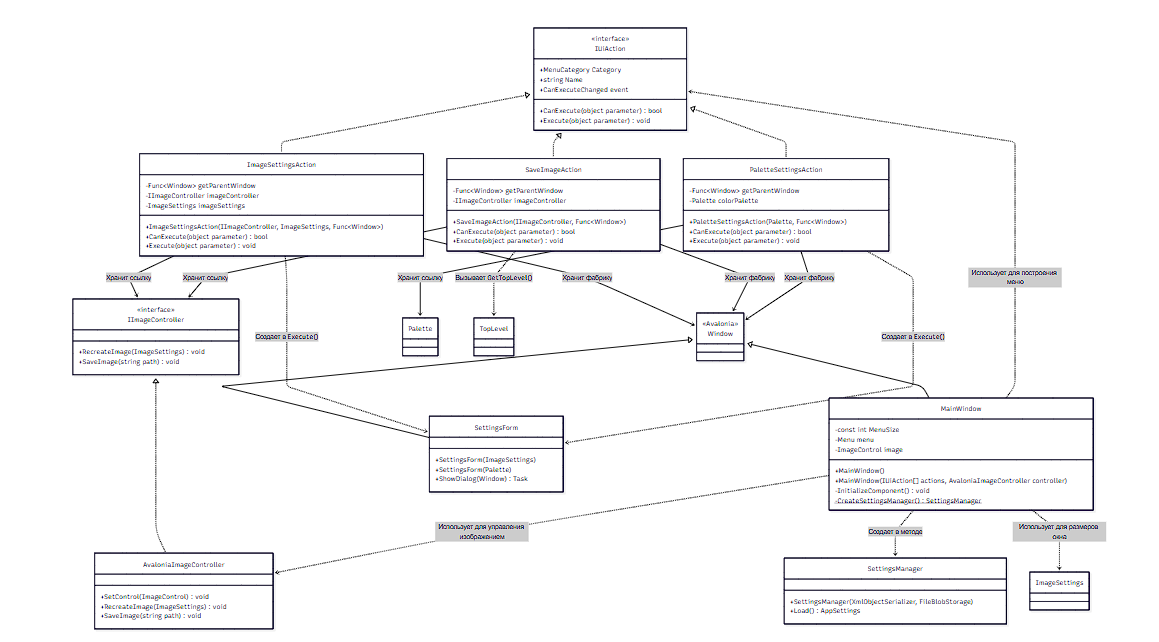 «interface»
IUiAction
+MenuCategory Category
+string Name
+CanExecuteChanged event
+CanExecute(object parameter) : bool
+Execute(object parameter) : void
ImageSettingsAction
-Func<Window> getParentWindow
-IImageController imageController
-ImageSettings imageSettings
+ImageSettingsAction(IImageController, ImageSettings, Func<Window>)
+CanExecute(object parameter) : bool
+Execute(object parameter) : void
SaveImageAction
-Func<Window> getParentWindow
-IImageController imageController
+SaveImageAction(IImageController, Func<Window>)
+CanExecute(object parameter) : bool
+Execute(object parameter) : void
PaletteSettingsAction
-Func<Window> getParentWindow
-Palette colorPalette
+PaletteSettingsAction(Palette, Func<Window>)
+CanExecute(object parameter) : bool
+Execute(object parameter) : void
Хранит ссылку
Хранит ссылку
Хранит ссылку
Вызывает GetTopLevel()
Хранит фабрику
Хранит фабрику
Хранит фабрику
Использует для построения
меню
«interface»
IImageController
+RecreateImage(ImageSettings) : void
+SaveImage(string path) : void
Создает в Execute()
Palette
TopLevel
«Avalonia»
Window
Создает в Execute()
SettingsForm
+SettingsForm(ImageSettings)
+SettingsForm(Palette)
+ShowDialog(Window) : Task
MainWindow
-const int MenuSize
-Menu menu
-ImageControl image
+MainWindow()
+MainWindow(IUiAction[] actions, AvaloniaImageController controller)
-InitializeComponent() : void
-CreateSettingsManager() : SettingsManager
Использует для управления
изображением
Создает в методе
Использует для размеров
окна
AvaloniaImageController
+SetControl(ImageControl) : void
+RecreateImage(ImageSettings) : void
+SaveImage(string path) : void
SettingsManager
+SettingsManager(XmlObjectSerializer, FileBlobStorage)
+Load() : AppSettings
ImageSettings